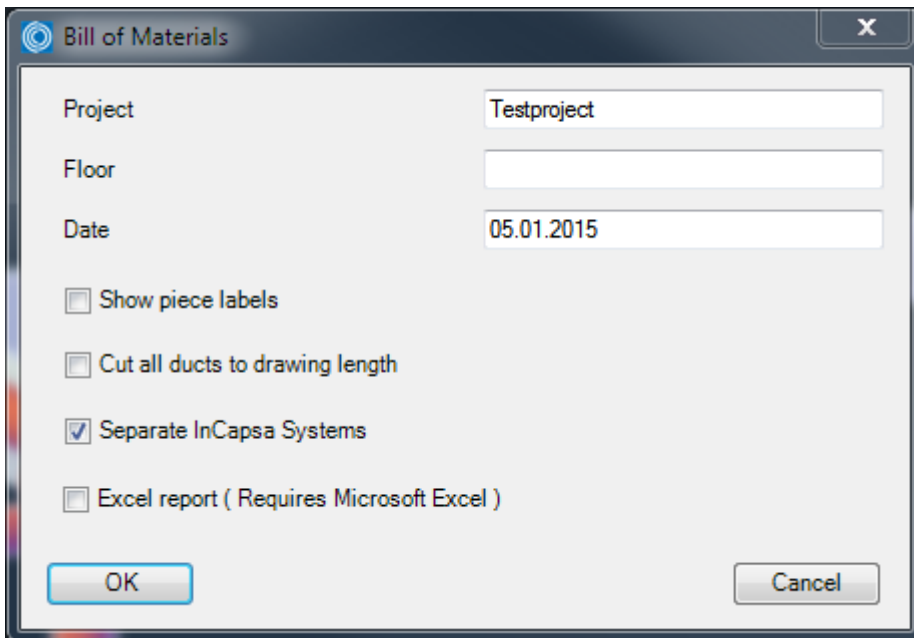 Bill of Materials
X
Project
Testproject
Floor
Date
05.01.2015
Show piece labels
Cut all ducts to drawing length
Separate InCapsa Systems
Excel report ( Requires Microsoft Excel )
OK
Cancel